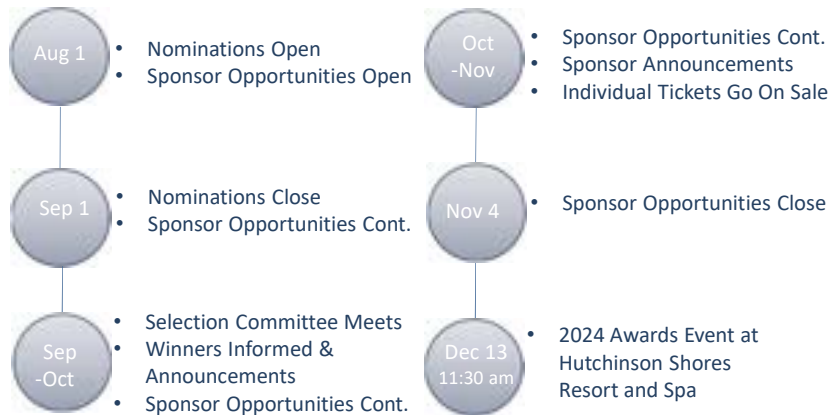 Aug 1
• Nominations Open
• Sponsor Opportunities Open
Sep 1
• Nominations Close
• Sponsor Opportunities Cont.
Sep
-Oct
• Selection Committee Meets
• Winners Informed &
Announcements
• Sponsor Opportunities Cont.
Oct
-Nov
• Sponsor Opportunities Cont.
• Sponsor Announcements
• Individual Tickets Go On Sale
Nov 4
• Sponsor Opportunities Close
Dec 13
11:30 am
• 2024 Awards Event at
Hutchinson Shores
Resort and Spa